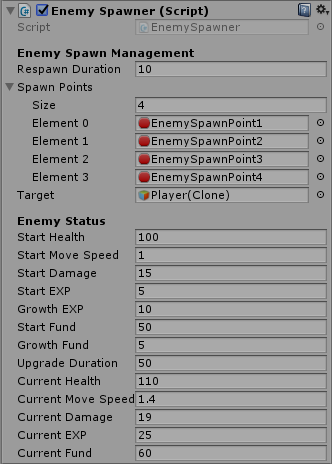 Enemy Spawner (Script)
Script EnemySpawner
Enemy Spawn Management
Respawn Duration 10
Spawn Points
Size 4
Element 0 EnemySpawnPoint1
Element 1 EnemySpawnPoint2
Element 2 EnemySpawnPoint3
Element 3 EnemySpawnPoint4
Target Player(Clone)
Enemy Status
Start Health 100
Start Move Speed 1
Start Damage 15
Start EXP 5
Growth EXP 10
Start Fund 50
Growth Fund 5
Upgrade Duration 50
Current Health 110
Current Move Speed 1.4
Current Damage 19
Current EXP 25
Current Fund 60